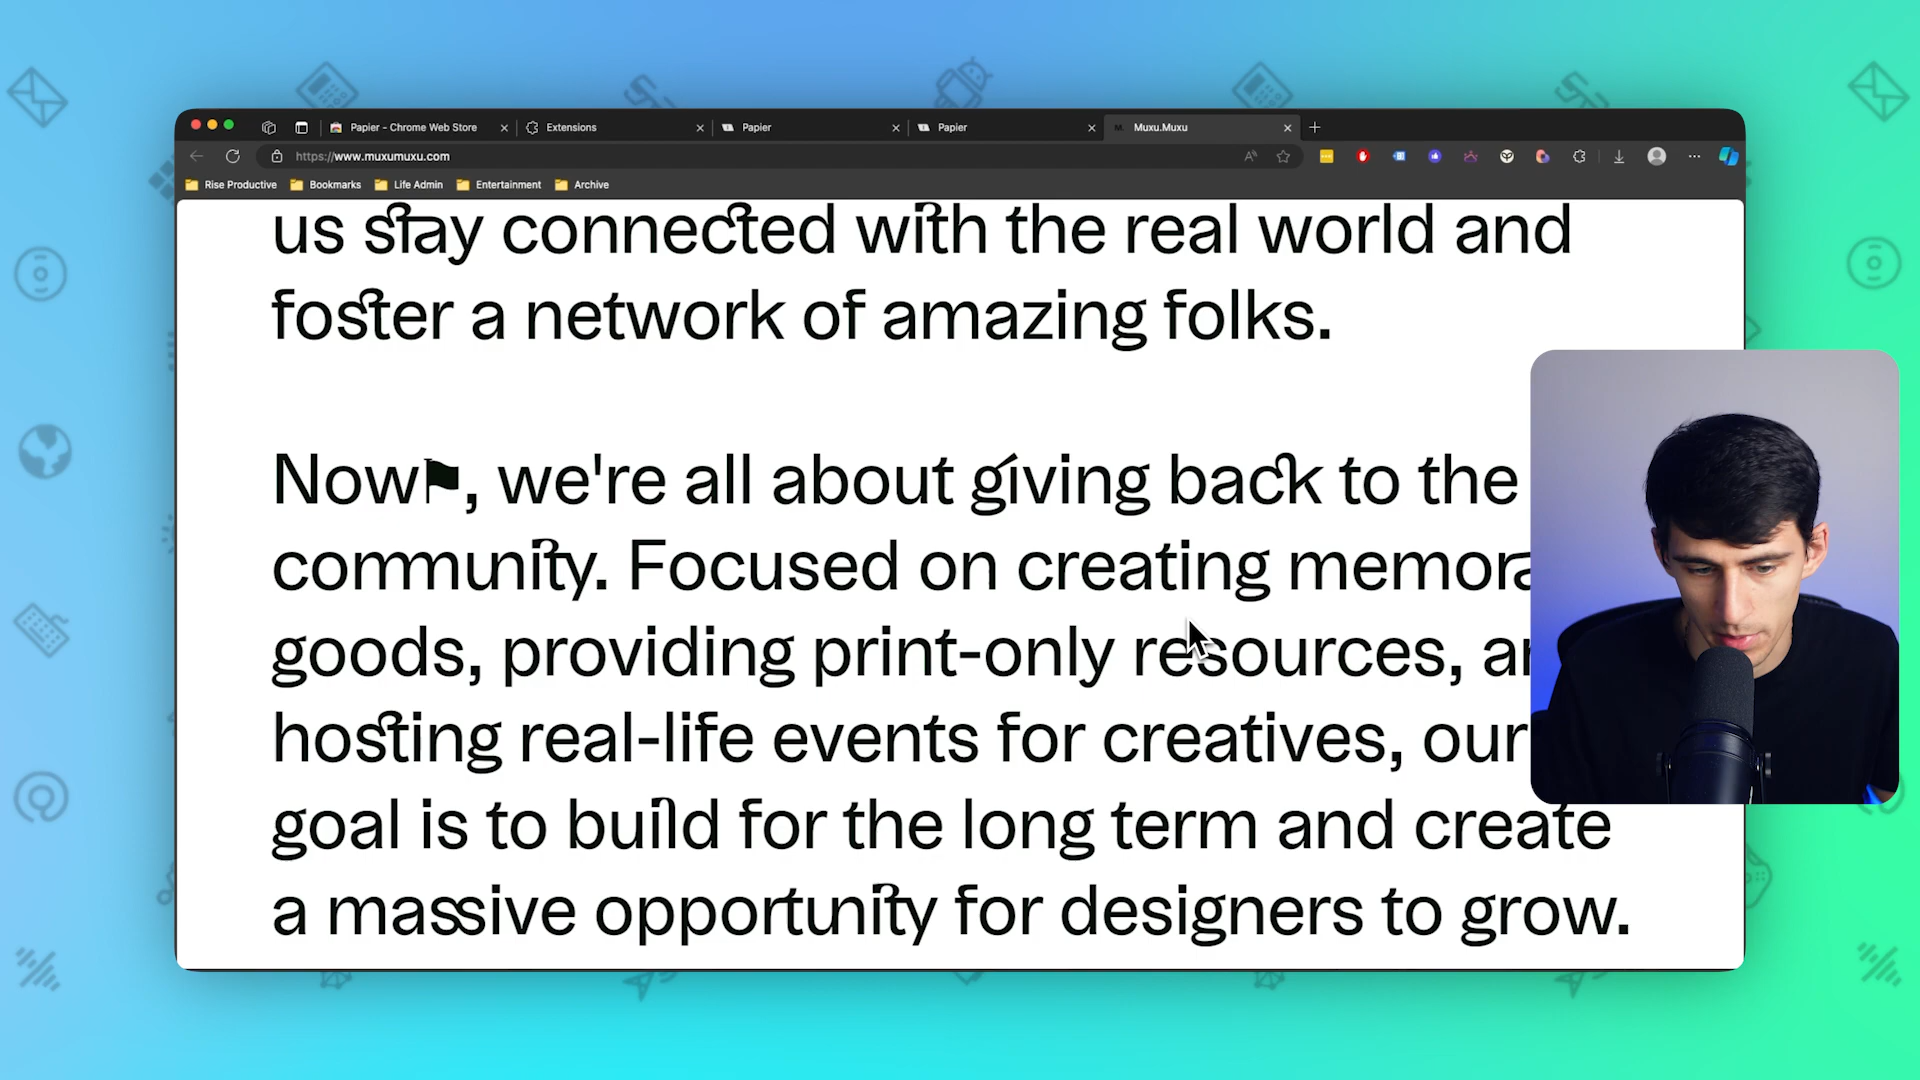 Papier - Chrome Web Store
Extensions
Papier
Papier
Muxu.Muxu
https://www.muxumuxu.com
Rise Productive
Bookmarks
Life Admin
Entertainment
Archive
us stay connected with the real world and
foster a network of amazing folks.
Now⚑, we're all about giving back to the
community. Focused on creating
goods, providing print-only resources,
hosting real-life events for creatives, our
goal is to build for the long term and create
a massive opportunity for designers to grow.